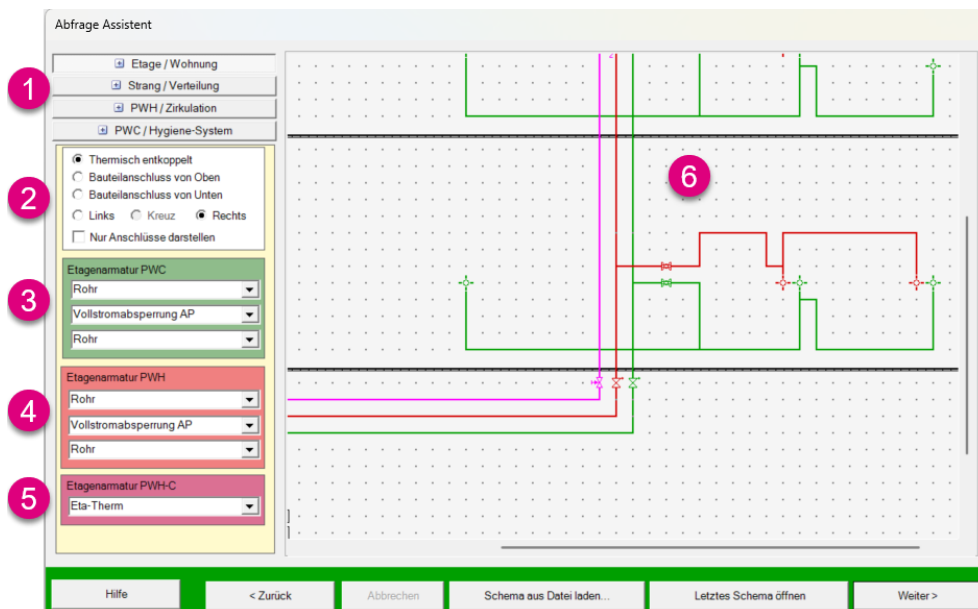 Abfrage Assistent
1
Etage / Wohnung
Strang / Verteilung
PWH / Zirkulation
PWC / Hygiene-System
2
Thermisch entkoppelt
Bauteilanschluss von Oben
Bauteilanschluss von Unten
Links Kreuz Rechts
Nur Anschlüsse darstellen
3
Etagenarmatur PWC
Rohr
Vollstromabsperrung AP
Rohr
4
Etagenarmatur PWH
Rohr
Vollstromabsperrung AP
Rohr
5
Etagenarmatur PWH-C
Eta-Therm
6
Hilfe
< Zurück
Abbrechen
Schema aus Datei laden...
Letztes Schema öffnen
Weiter >